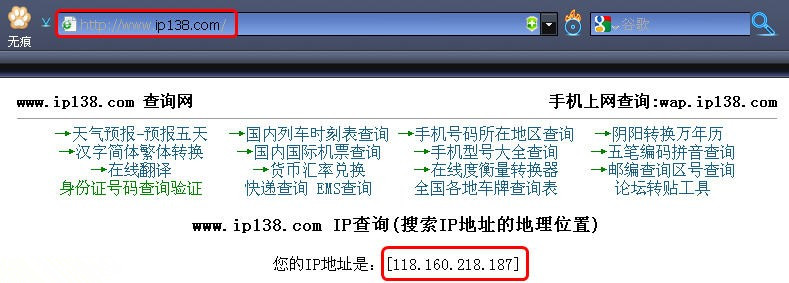 无痕
http://www.ip138.com/
谷歌
www.ip138.com 查询网
手机上网查询:wap.ip138.com
→天气预报-预报五天 →国内列车时刻表查询 →手机号码所在地区查询 →阴阳转换万年历
→汉字简体繁体转换 →国内国际机票查询 →手机型号大全查询 →五笔编码拼音查询
→在线翻译 →货币汇率兑换 →在线度衡量转换器 →邮编查询区号查询
身份证号码查询验证 快递查询 EMS查询 全国各地车牌查询表 论坛转贴工具
www.ip138.com IP查询(搜索IP地址的地理位置)
您的IP地址是：[118.160.218.187]